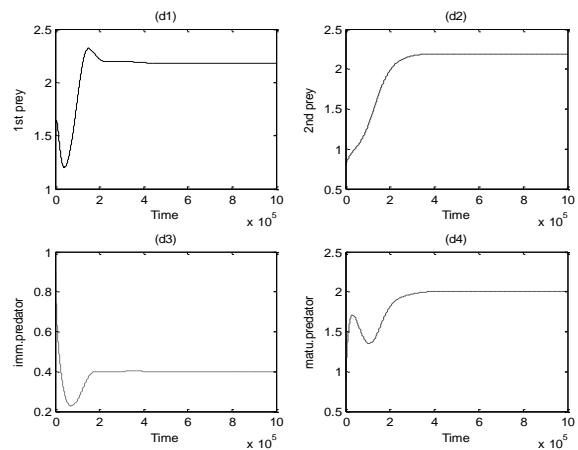 (d1)
2.5
2
1.5
1
1st prey
0 2 4 6 8 10
Time
x 10^5
(d2)
2.5
2
1.5
1
0.5
2nd prey
0 2 4 6 8 10
Time
x 10^5
(d3)
1
0.8
0.6
0.4
0.2
imm.predator
0 2 4 6 8 10
Time
x 10^5
(d4)
2.5
2
1.5
1
0.5
matu.predator
0 2 4 6 8 10
Time
x 10^5